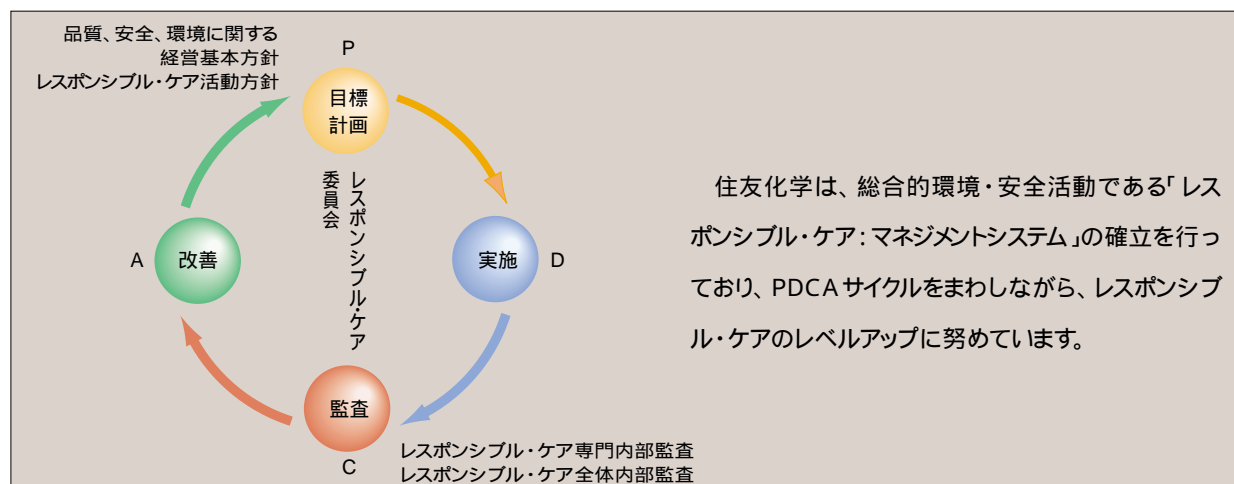 品質、安全、環境に関する
経営基本方針
レスポンシブル・ケア活動方針
P
目標
計画
レスポンシブル・ケア
委員会
A
改善
実施
D
監査
C
レスポンシブル・ケア専門内部監査
レスポンシブル・ケア全体内部監査
住友化学は、総合的環境・安全活動である「レス
ポンシブル・ケア：マネジメントシステム」の確立を行っ
ており、PDCAサイクルをまわしながら、レスポンシブ
ル・ケアのレベルアップに努めています。